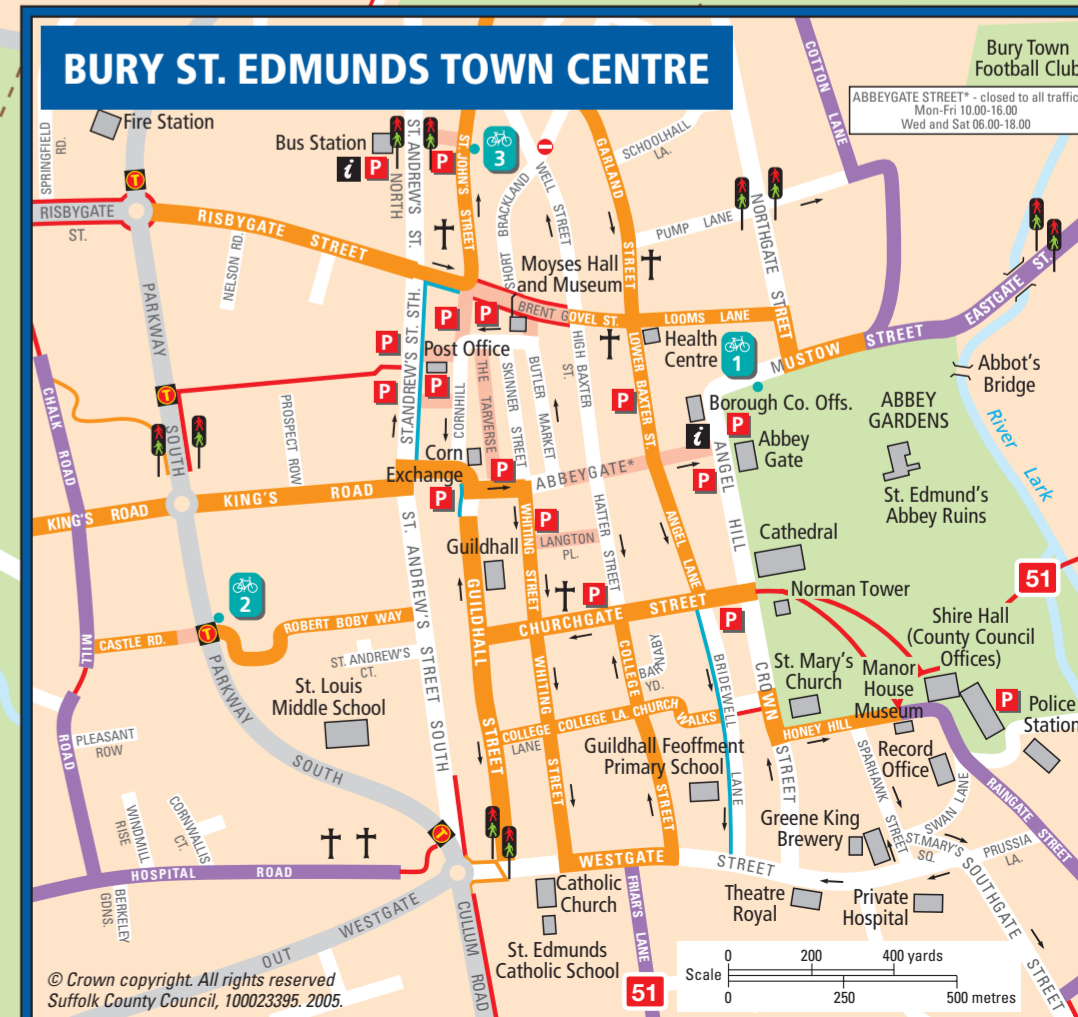 BURY ST. EDMUNDS TOWN CENTRE
Bury Town
Football Club
ABBEYGATE STREET* - closed to all traffic
Mon-Fri 10.00-16.00
Wed and Sat 06.00-18.00
COTTON LANE
SPRINGFIELD
RD.
Fire Station
Bus Station
i
P
P
3
ST. ANDREW'S
NORTH
ST.
ST. JOHN'S
STREET
SHORT BRACKLAND
WELL STREET
GARLAND
STREET
SCHOOLHALL
LA.
PUMP LANE
NORTHGATE
STREET
T
RISBYGATE
ST.
RISBYGATE STREET
NELSON RD.
PARKWAY
Moyses Hall
and Museum
BRENT GOVEL ST.
LOOMS LANE
EASTGATE ST.
MUSTOW STREET
P
P
P
Post Office
P
P
Health
Centre
1
Abbot's
Bridge
ST. ANDREW'S ST. STH.
CORNHILL
THE TARVERSE
SKINNER STREET
BUTLER MARKET
HIGH BAXTER
ST.
LOWER BAXTER ST.
P
Borough Co. Offs.
i
P
Abbey
Gate
ABBEY
GARDENS
River Lark
St. Edmund's
Abbey Ruins
CHALK ROAD
T
SOUTH
PROSPECT ROW
Corn
Exchange
P
P
ABBEYGATE*
P
ANGEL HILL
KING'S ROAD
KING'S ROAD
ST. ANDREW'S STREET SOUTH
Guildhall
GUILDHALL STREET
WHITING STREET
P
LANGTON
PL.
HATTER STREET
ANGEL LANE
Cathedral
Norman Tower
51
2
T
CASTLE RD.
ROBERT BOBY WAY
ST. ANDREW'S
CT.
P
CHURCHGATE STREET
P
Shire Hall
(County Council
Offices)
MILL
ROAD
PARKWAY
SOUTH
St. Louis
Middle School
WHITING
STREET
COLLEGE
STREET
YD.
BRIDEWELL
LANE
CROWN
STREET
St. Mary's
Church
Manor
House
Museum
P
Police
Station
PLEASANT
ROW
COLLEGE
LANE
COLLEGE LA.
CHURCH
WALKS
HONEY HILL
Guildhall Feoffment
Primary School
SPARHAWK
STREET
Record
Office
SWAN LANE
RAINGATE STREET
WINDMILL
RISE
CORNWALLIS
CT.
Greene King
Brewery
ST.MARY'S
SQ.
PRUSSIA
LA.
SOUTHGATE
STREET
T
HOSPITAL ROAD
BERKELEY
GDNS.
WESTGATE STREET
Catholic
Church
FRIAR'S LANE
Theatre
Royal
Private
Hospital
OUT WESTGATE
CULLUM ROAD
St. Edmunds
Catholic School
51
0 200 400 yards
Scale
0 250 500 metres
© Crown copyright. All rights reserved
Suffolk County Council, 100023395. 2005.